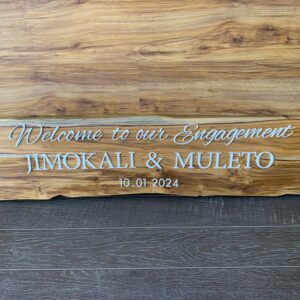 Welcome to our Engagement
JIMOKALI & MULETO
10.01.2024